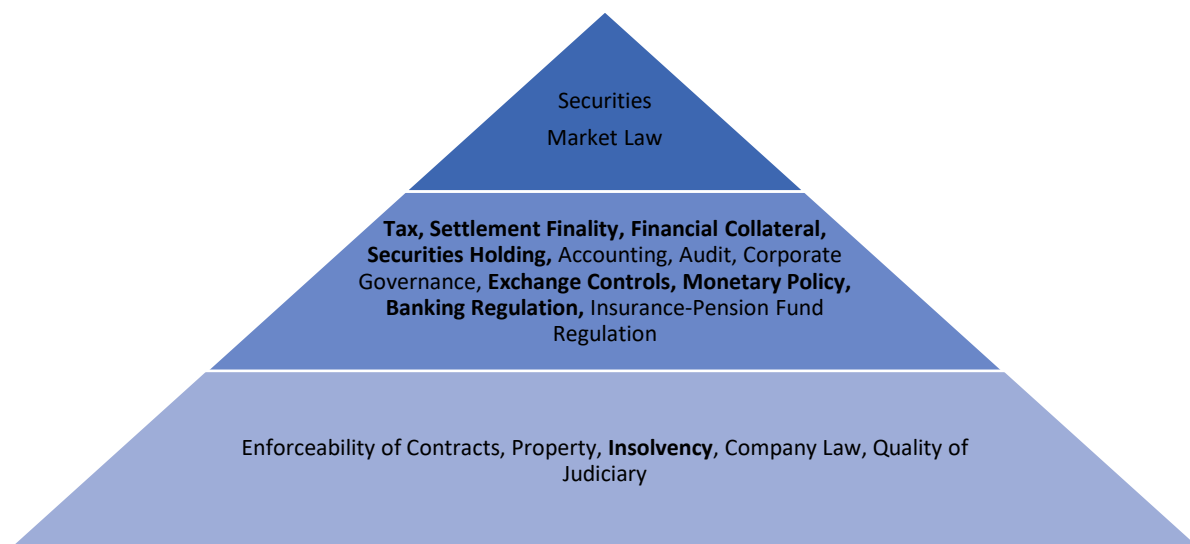 Securities
Market Law
Tax, Settlement Finality, Financial Collateral,
Securities Holding, Accounting, Audit, Corporate
Governance, Exchange Controls, Monetary Policy,
Banking Regulation, Insurance-Pension Fund
Regulation
Enforceability of Contracts, Property, Insolvency, Company Law, Quality of
Judiciary